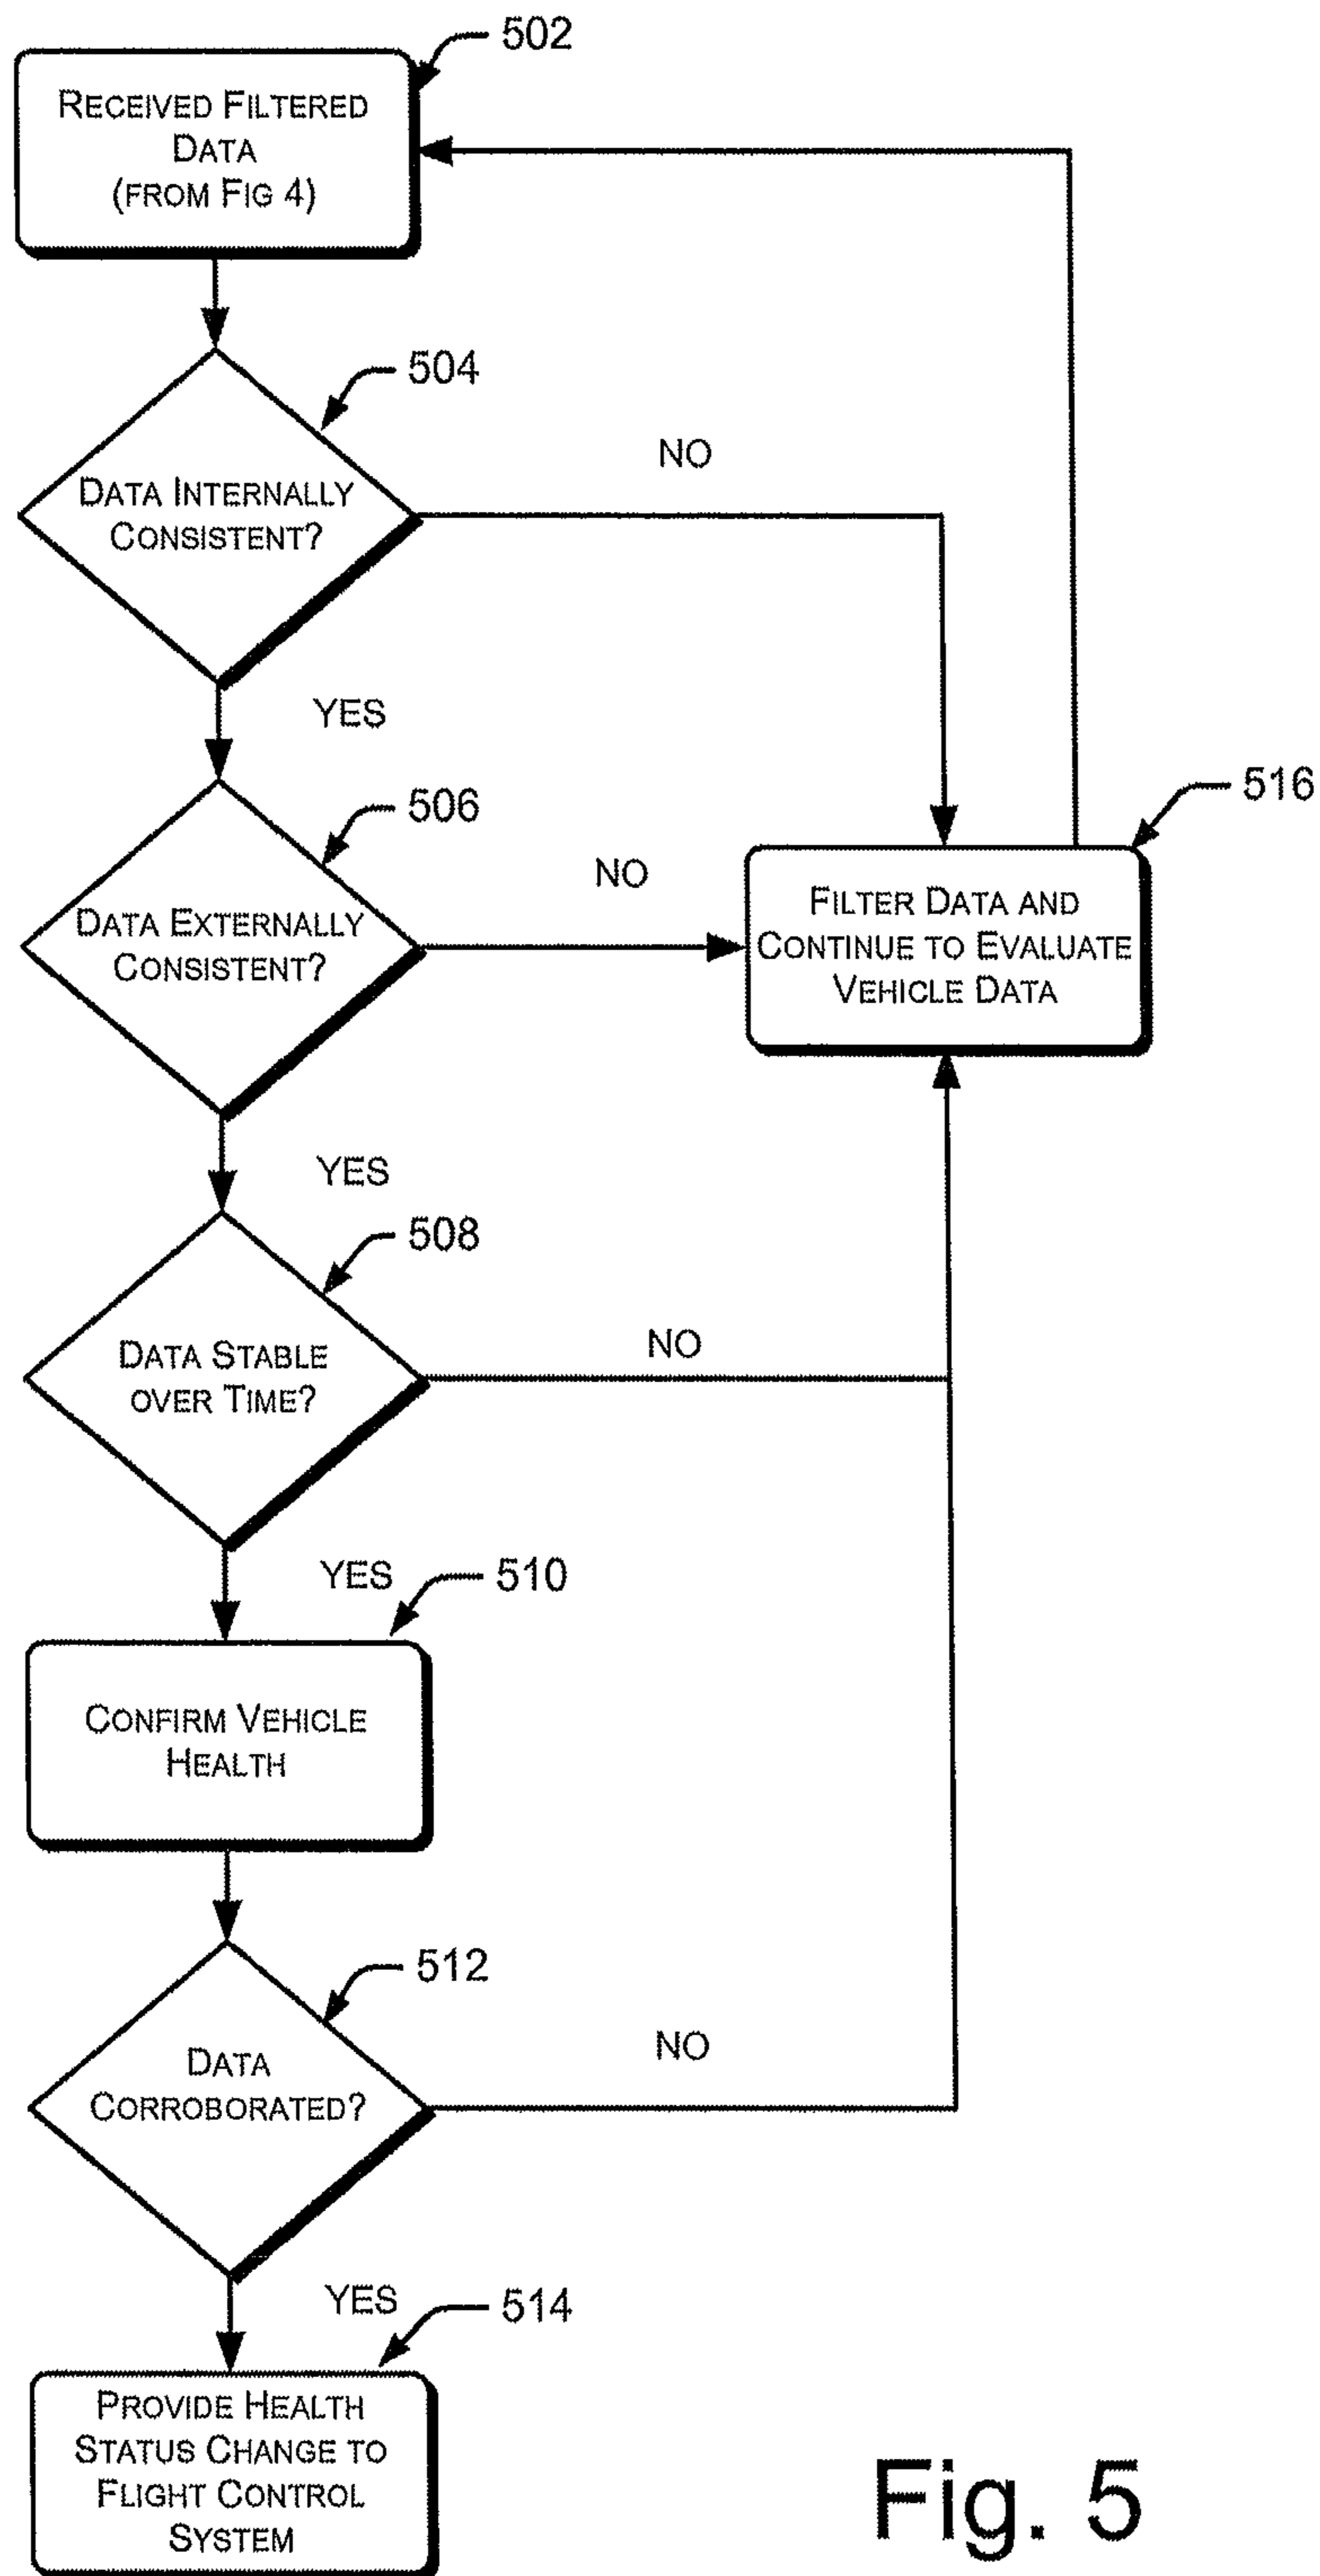 502
RECEIVED FILTERED
DATA
(FROM FIG 4)
504
NO
DATA INTERNALLY
CONSISTENT?
YES
516
506
NO
FILTER DATA AND
CONTINUE TO EVALUATE
VEHICLE DATA
DATA EXTERNALLY
CONSISTENT?
YES
508
NO
DATA STABLE
OVER TIME?
YES
510
CONFIRM VEHICLE
HEALTH
512
NO
DATA
CORROBORATED?
YES
514
PROVIDE HEALTH
STATUS CHANGE TO
FLIGHT CONTROL
SYSTEM
Fig. 5